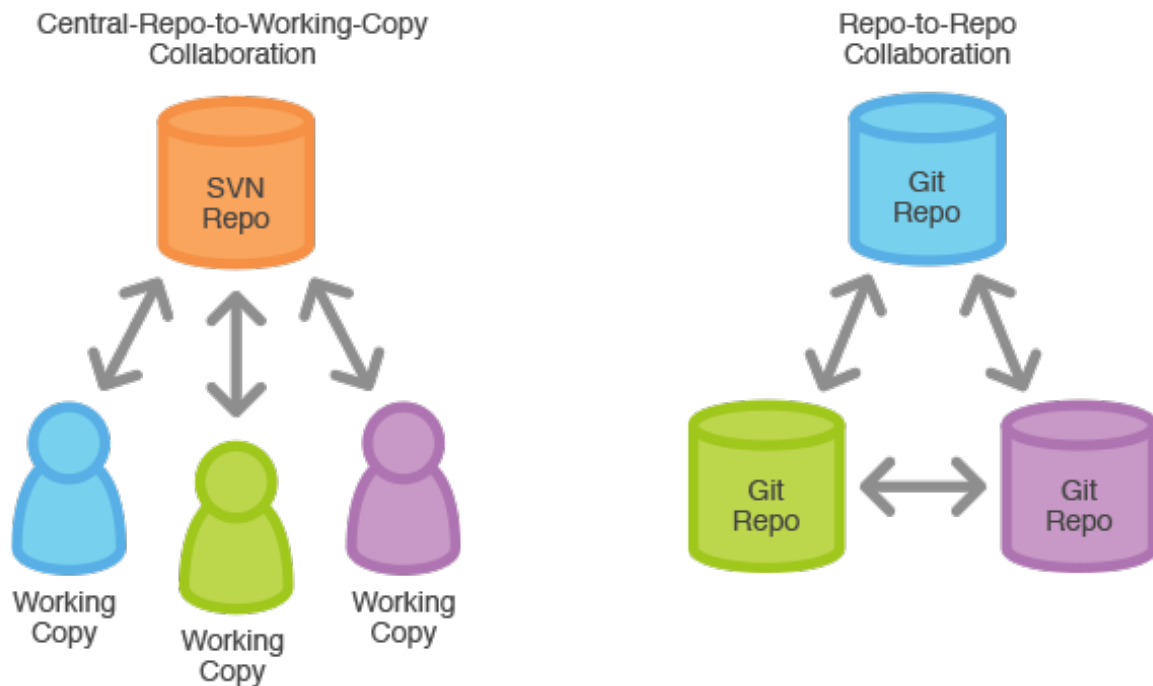 Central-Repo-to-Working-Copy
Collaboration
SVN
Repo
Working
Copy
Working
Copy
Working
Copy
Repo-to-Repo
Collaboration
Git
Repo
Git
Repo
Git
Repo